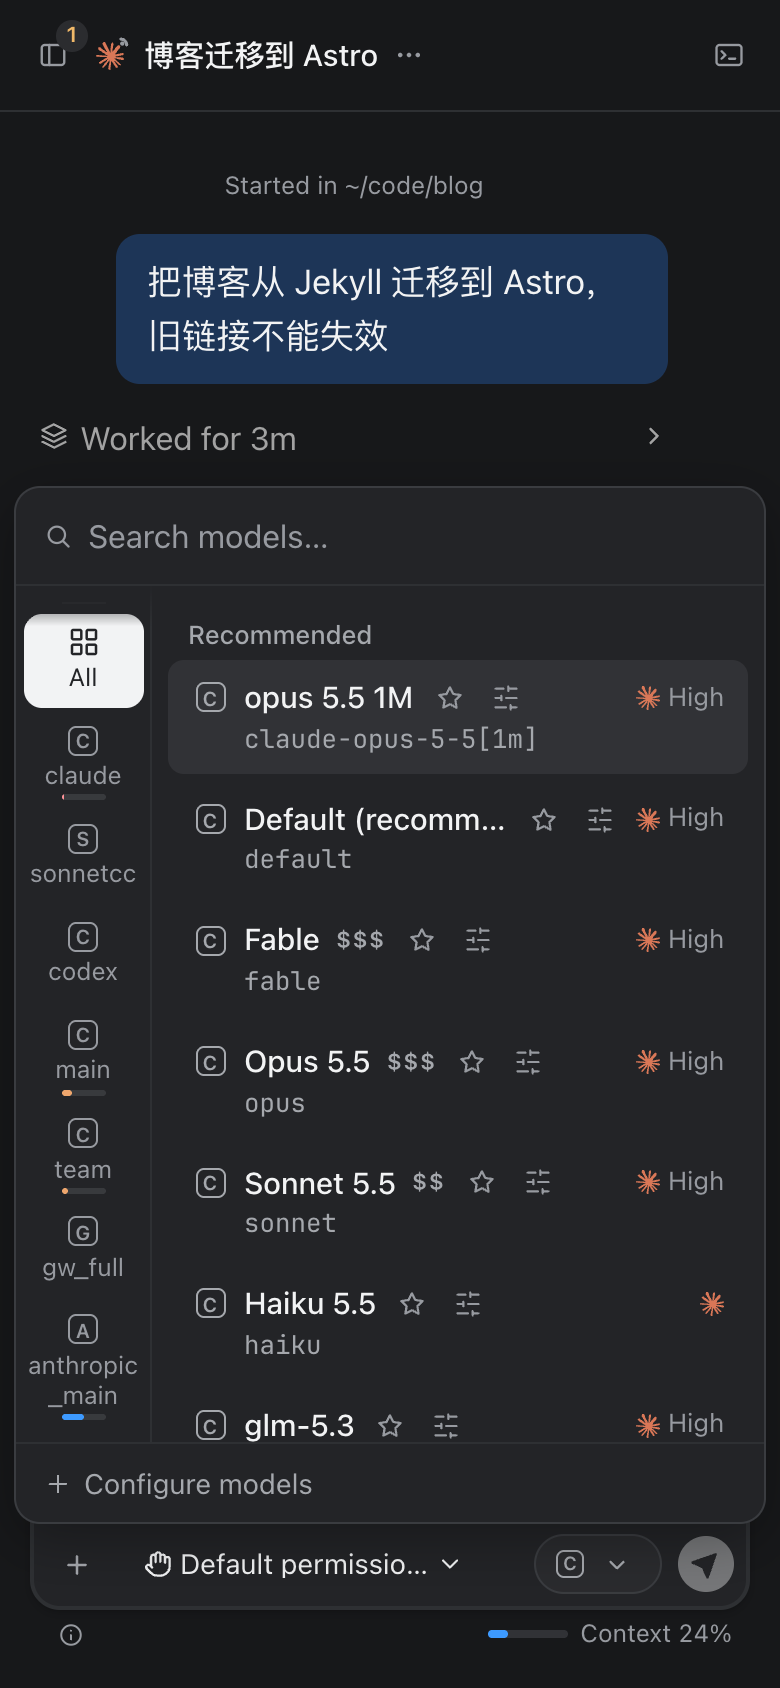 1
博客迁移到 Astro
Started in ~/code/blog
把博客从 Jekyll 迁移到 Astro，
旧链接不能失效
Worked for 3m
Search models...
All
C
claude
S
sonnetcc
C
codex
C
main
C
team
G
gw_full
A
anthropic
_main
Recommended
C opus 5.5 1M High
claude-opus-5-5[1m]
C Default (recomm... High
default
C Fable $$$ High
fable
C Opus 5.5 $$$ High
opus
C Sonnet 5.5 $$ High
sonnet
C Haiku 5.5
haiku
C glm-5.3 High
+ Configure models
+ Default permissio... C
Context 24%